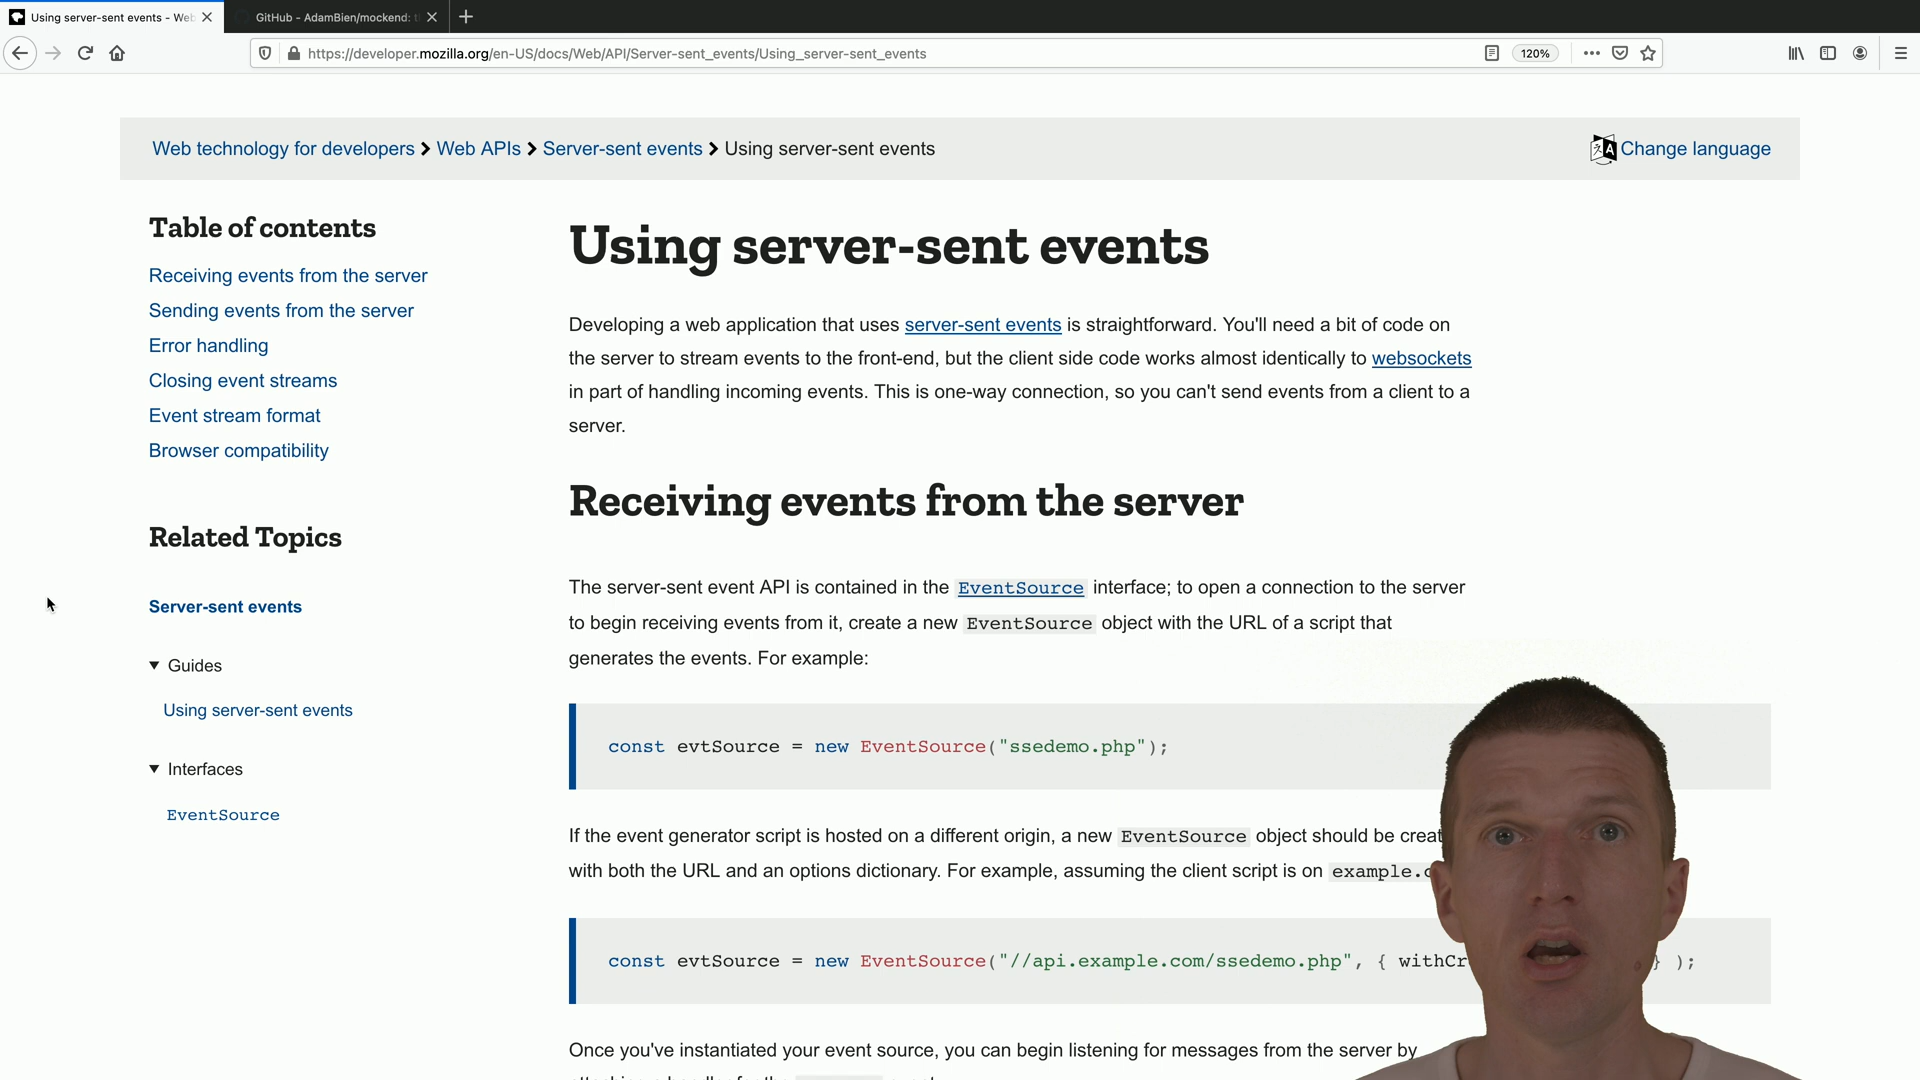 Using server-sent events - Web
GitHub - AdamBien/mockend: t
https://developer.mozilla.org/en-US/docs/Web/API/Server-sent_events/Using_server-sent_events
120%
Web technology for developers
Web APIs
Server-sent events
Using server-sent events
Change language
Table of contents
Receiving events from the server
Sending events from the server
Error handling
Closing event streams
Event stream format
Browser compatibility
Related Topics
Server-sent events
Guides
Using server-sent events
Interfaces
EventSource
Using server-sent events
Developing a web application that uses server-sent events is straightforward. You'll need a bit of code on
the server to stream events to the front-end, but the client side code works almost identically to websockets
in part of handling incoming events. This is one-way connection, so you can't send events from a client to a
server.
Receiving events from the server
The server-sent event API is contained in the EventSource interface; to open a connection to the server
to begin receiving events from it, create a new EventSource object with the URL of a script that
generates the events. For example:
const evtSource = new EventSource("ssedemo.php");
If the event generator script is hosted on a different origin, a new EventSource object should be creat
with both the URL and an options dictionary. For example, assuming the client script is on example.c
const evtSource = new EventSource("//api.example.com/ssedemo.php", { withCr } );
Once you've instantiated your event source, you can begin listening for messages from the server by